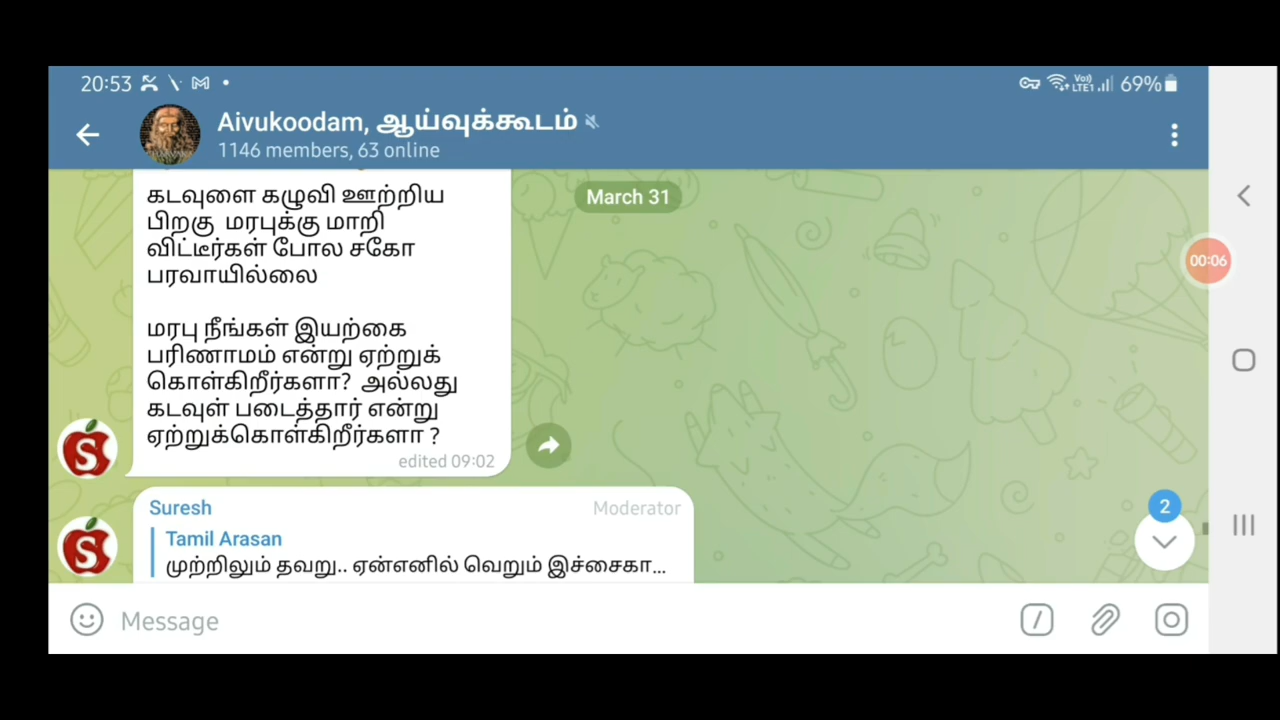 20:53
Vo)) LTE1 69%
Aivukoodam, ஆய்வுக்கூடம்
1146 members, 63 online
March 31
கடவுளை கழுவி ஊற்றிய
பிறகு மரபுக்கு மாறி
விட்டீர்கள் போல சகோ
பரவாயில்லை
மரபு நீங்கள் இயற்கை
பரிணாமம் என்று ஏற்றுக்
கொள்கிறீர்களா? அல்லது
கடவுள் படைத்தார் என்று
ஏற்றுக்கொள்கிறீர்களா ?
edited 09:02
00:06
S
Suresh Moderator
Tamil Arasan
முற்றிலும் தவறு.. ஏன்எனில் வெறும் இச்சைகா...
S
2
Message